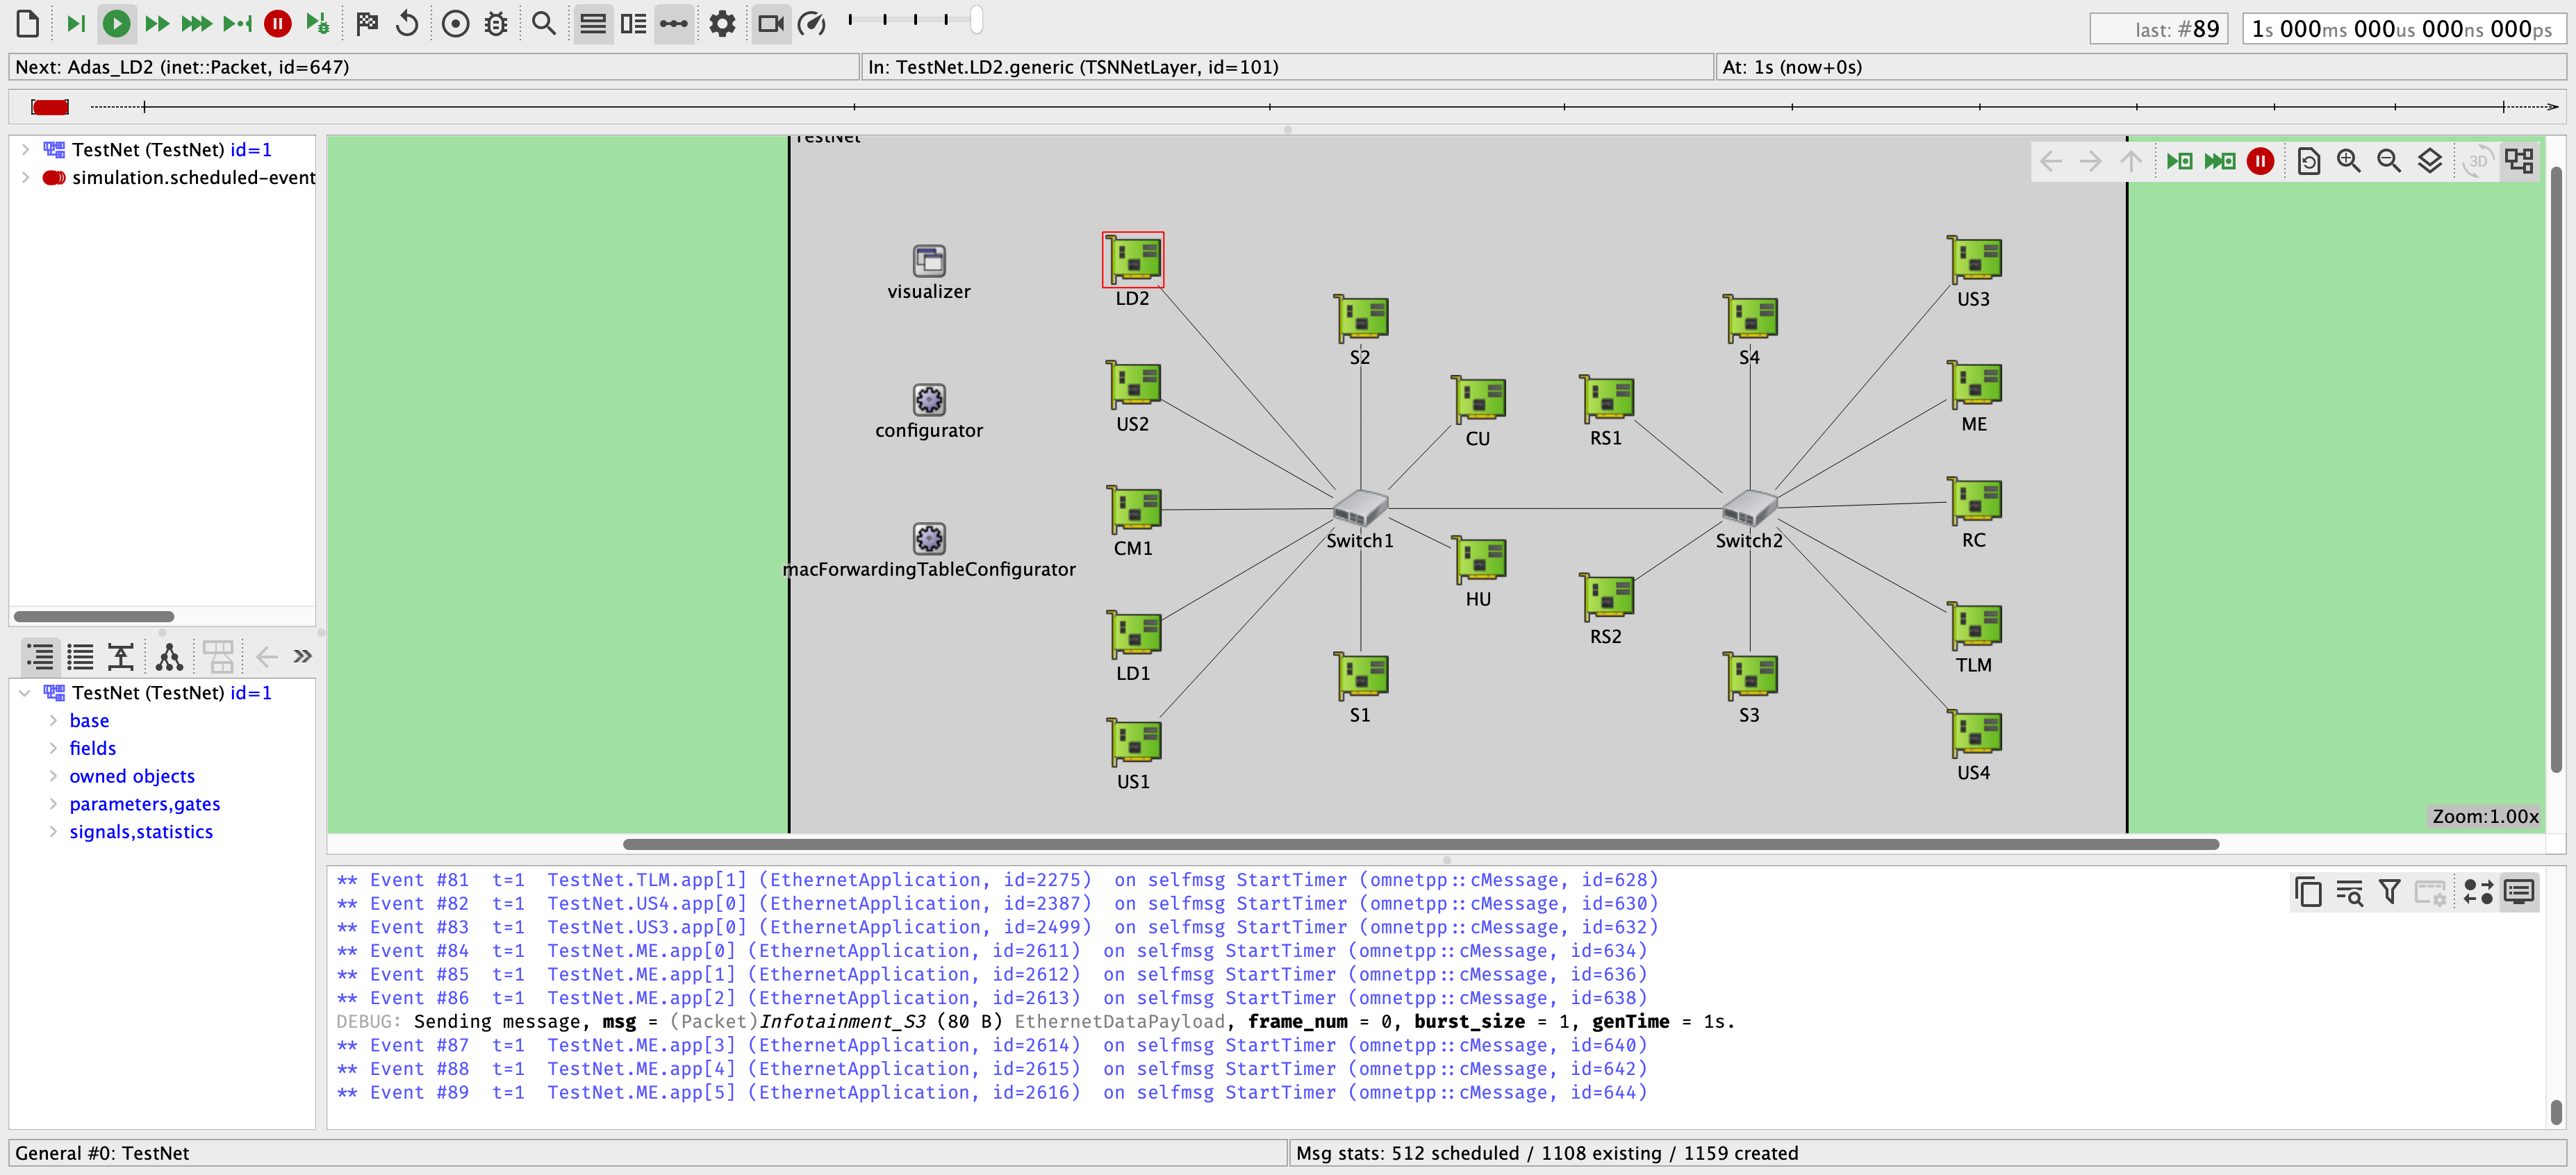 last: #89
1s 000ms 000us 000ns 000ps
Next: Adas_LD2 (inet::Packet, id=647)
In: TestNet.LD2.generic (TSNNetLayer, id=101)
At: 1s (now+0s)
TestNet (TestNet) id=1
simulation.scheduled-event
TestNet (TestNet) id=1
base
fields
owned objects
parameters,gates
signals,statistics
TestNet
3D
visualizer
configurator
macForwardingTableConfigurator
LD2
US2
CM1
LD1
US1
S2
CU
Switch1
HU
S1
RS1
S4
Switch2
RS2
S3
US3
ME
RC
TLM
US4
Zoom:1.00x
** Event #81 t=1 TestNet.TLM.app[1] (EthernetApplication, id=2275) on selfmsg StartTimer (omnetpp::cMessage, id=628)
** Event #82 t=1 TestNet.US4.app[0] (EthernetApplication, id=2387) on selfmsg StartTimer (omnetpp::cMessage, id=630)
** Event #83 t=1 TestNet.US3.app[0] (EthernetApplication, id=2499) on selfmsg StartTimer (omnetpp::cMessage, id=632)
** Event #84 t=1 TestNet.ME.app[0] (EthernetApplication, id=2611) on selfmsg StartTimer (omnetpp::cMessage, id=634)
** Event #85 t=1 TestNet.ME.app[1] (EthernetApplication, id=2612) on selfmsg StartTimer (omnetpp::cMessage, id=636)
** Event #86 t=1 TestNet.ME.app[2] (EthernetApplication, id=2613) on selfmsg StartTimer (omnetpp::cMessage, id=638)
DEBUG: Sending message, msg = (Packet)Infotainment_S3 (80 B) EthernetDataPayload, frame_num = 0, burst_size = 1, genTime = 1s.
** Event #87 t=1 TestNet.ME.app[3] (EthernetApplication, id=2614) on selfmsg StartTimer (omnetpp::cMessage, id=640)
** Event #88 t=1 TestNet.ME.app[4] (EthernetApplication, id=2615) on selfmsg StartTimer (omnetpp::cMessage, id=642)
** Event #89 t=1 TestNet.ME.app[5] (EthernetApplication, id=2616) on selfmsg StartTimer (omnetpp::cMessage, id=644)
General #0: TestNet
Msg stats: 512 scheduled / 1108 existing / 1159 created